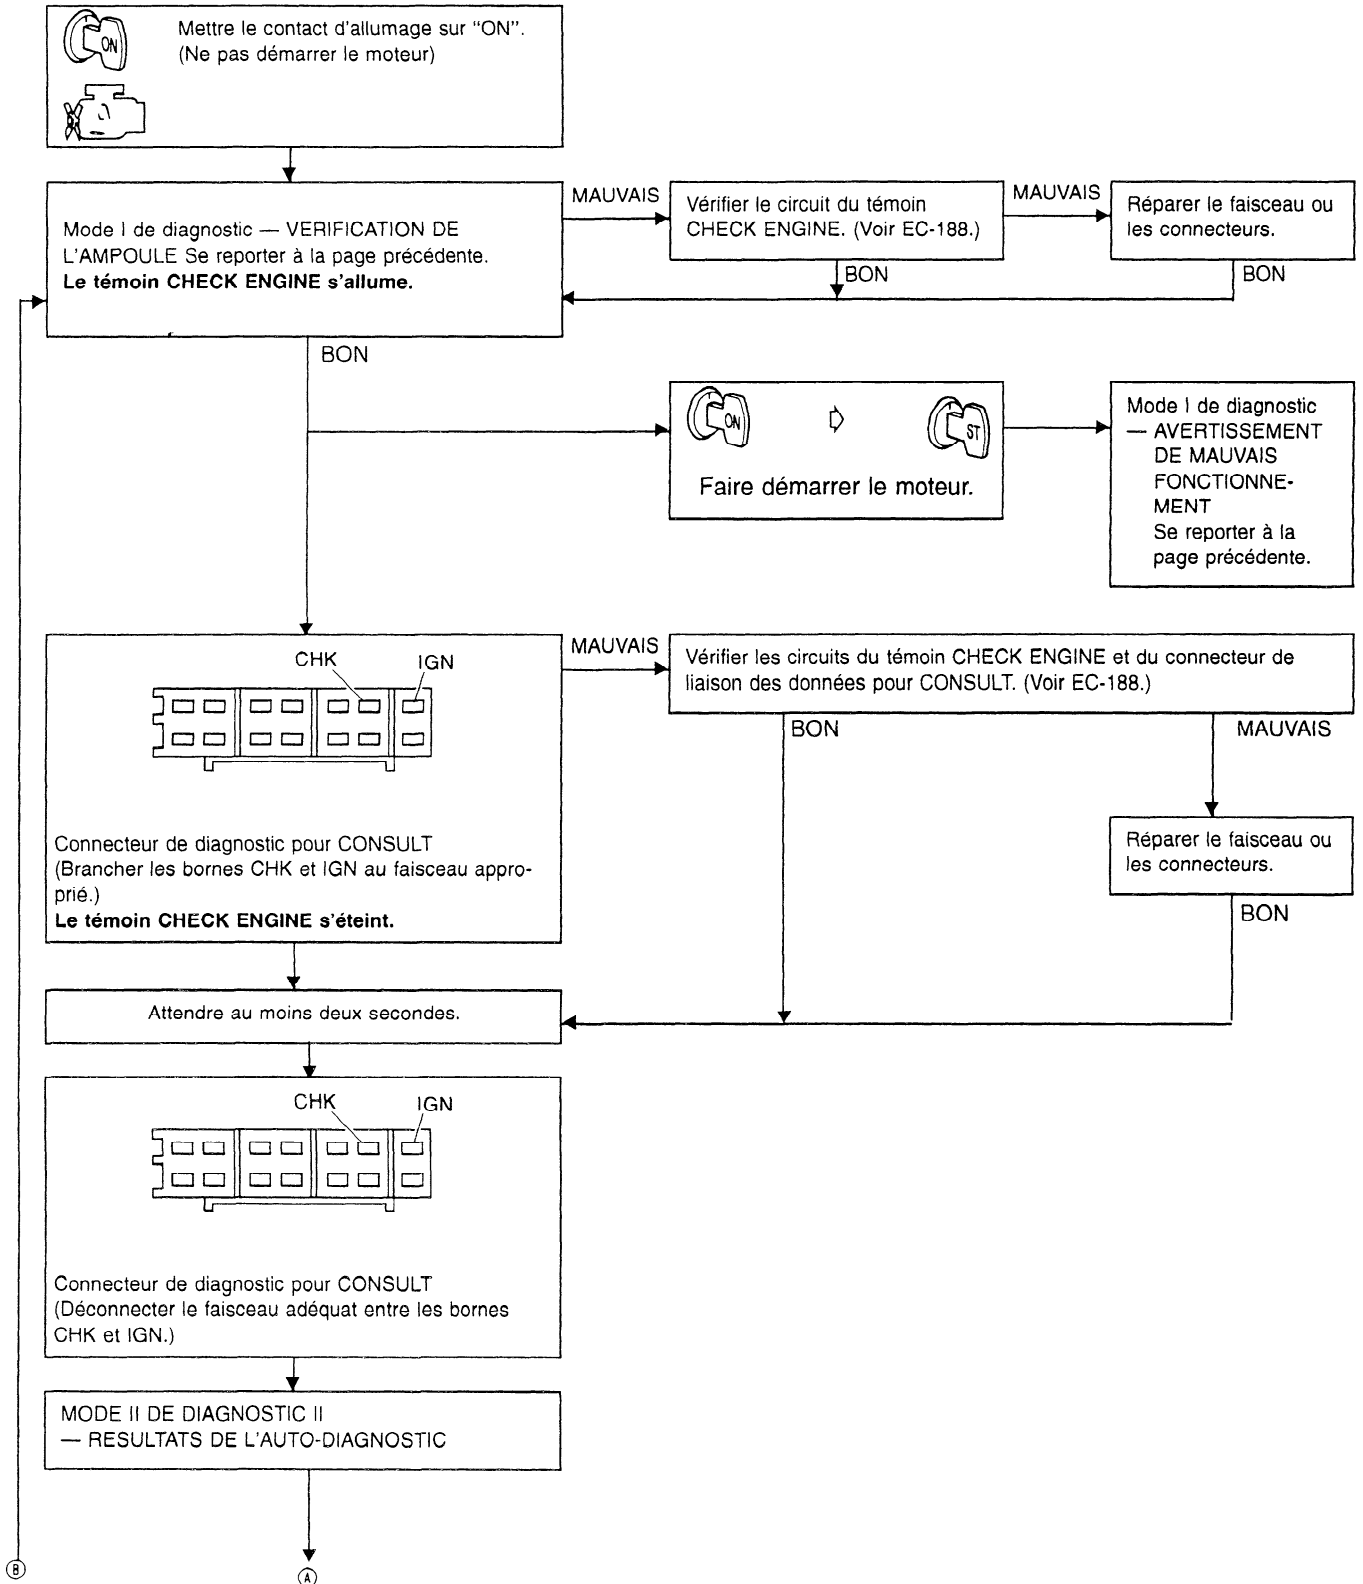 ON
Mettre le contact d'allumage sur "ON".
(Ne pas démarrer le moteur)
Mode I de diagnostic — VERIFICATION DE
L'AMPOULE Se reporter à la page précédente.
Le témoin CHECK ENGINE s'allume.
MAUVAIS
Vérifier le circuit du témoin
CHECK ENGINE. (Voir EC-188.)
MAUVAIS
Réparer le faisceau ou
les connecteurs.
BON
BON
BON
ON
ST
Faire démarrer le moteur.
Mode I de diagnostic
— AVERTISSEMENT
DE MAUVAIS
FONCTIONNE-
MENT
Se reporter à la
page précédente.
CHK
IGN
Connecteur de diagnostic pour CONSULT
(Brancher les bornes CHK et IGN au faisceau appro-
prié.)
Le témoin CHECK ENGINE s'éteint.
MAUVAIS
Vérifier les circuits du témoin CHECK ENGINE et du connecteur de
liaison des données pour CONSULT. (Voir EC-188.)
BON
MAUVAIS
Réparer le faisceau ou
les connecteurs.
BON
Attendre au moins deux secondes.
CHK
IGN
Connecteur de diagnostic pour CONSULT
(Déconnecter le faisceau adéquat entre les bornes
CHK et IGN.)
MODE II DE DIAGNOSTIC II
— RESULTATS DE L'AUTO-DIAGNOSTIC
B
A